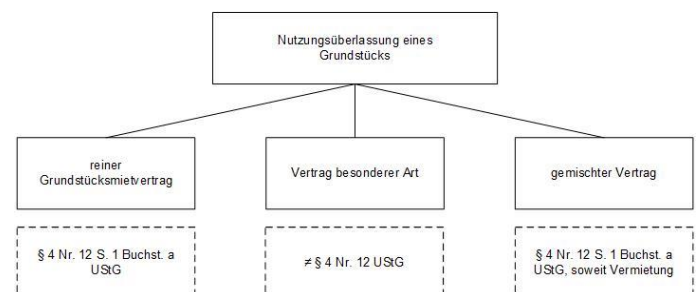 Nutzungsüberlassung eines
Grundstücks
reiner
Grundstücksmietvertrag
Vertrag besonderer Art
gemischter Vertrag
§ 4 Nr. 12 S. 1 Buchst. a
UStG
≠ § 4 Nr. 12 UStG
§ 4 Nr. 12 S. 1 Buchst. a
UStG, soweit Vermietung